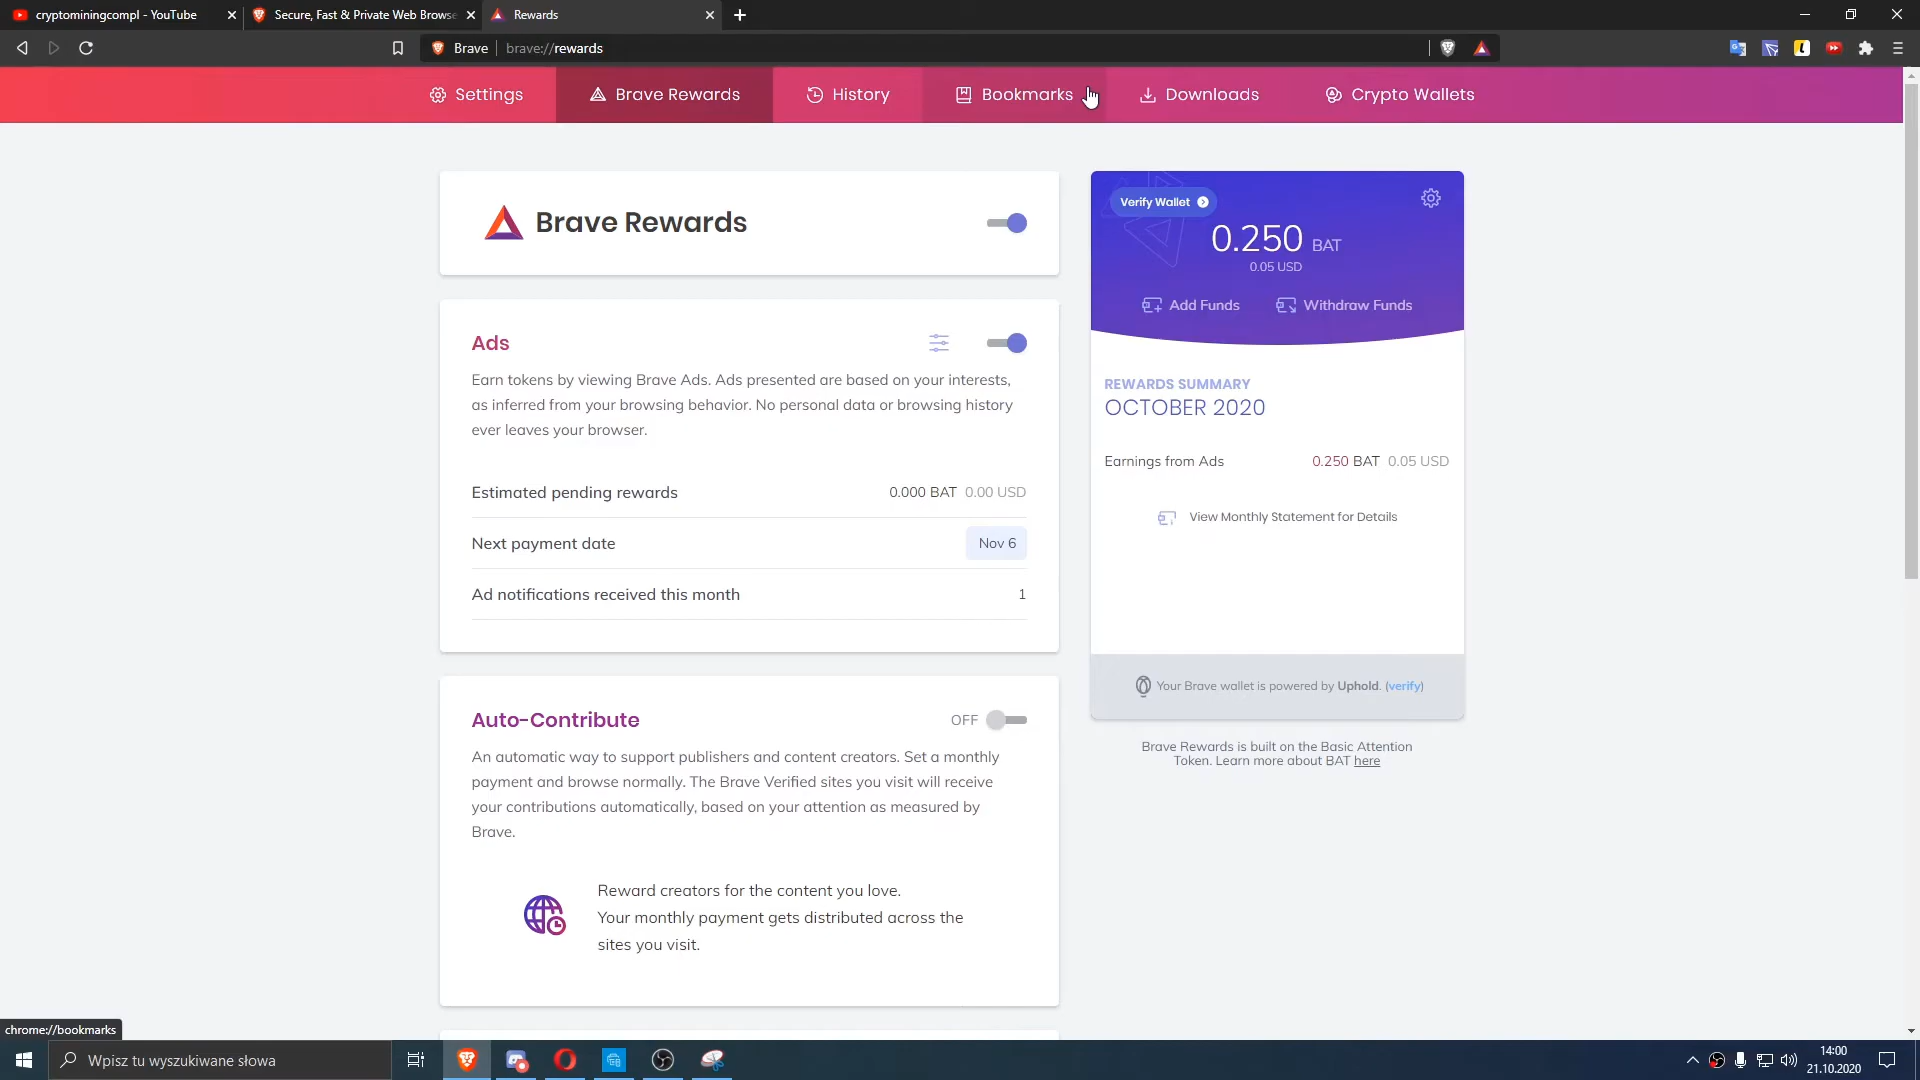 cryptominingcompl - YouTube
Secure, Fast & Private Web Browse
Rewards
Brave
brave://rewards
Settings
Brave Rewards
History
Bookmarks
Downloads
Crypto Wallets
Brave Rewards
Ads
Earn tokens by viewing Brave Ads. Ads presented are based on your interests,
as inferred from your browsing behavior. No personal data or browsing history
ever leaves your browser.
Estimated pending rewards 0.000 BAT 0.00 USD
Next payment date Nov 6
Ad notifications received this month 1
Auto-Contribute OFF
An automatic way to support publishers and content creators. Set a monthly
payment and browse normally. The Brave Verified sites you visit will receive
your contributions automatically, based on your attention as measured by
Brave.
Reward creators for the content you love.
Your monthly payment gets distributed across the
sites you visit.
Verify Wallet
0.250 BAT
0.05 USD
Add Funds
Withdraw Funds
REWARDS SUMMARY
OCTOBER 2020
Earnings from Ads 0.250 BAT 0.05 USD
View Monthly Statement for Details
Your Brave wallet is powered by Uphold. (verify)
Brave Rewards is built on the Basic Attention
Token. Learn more about BAT here
chrome://bookmarks
Wpisz tu wyszukiwane słowa
14:00
21.10.2020